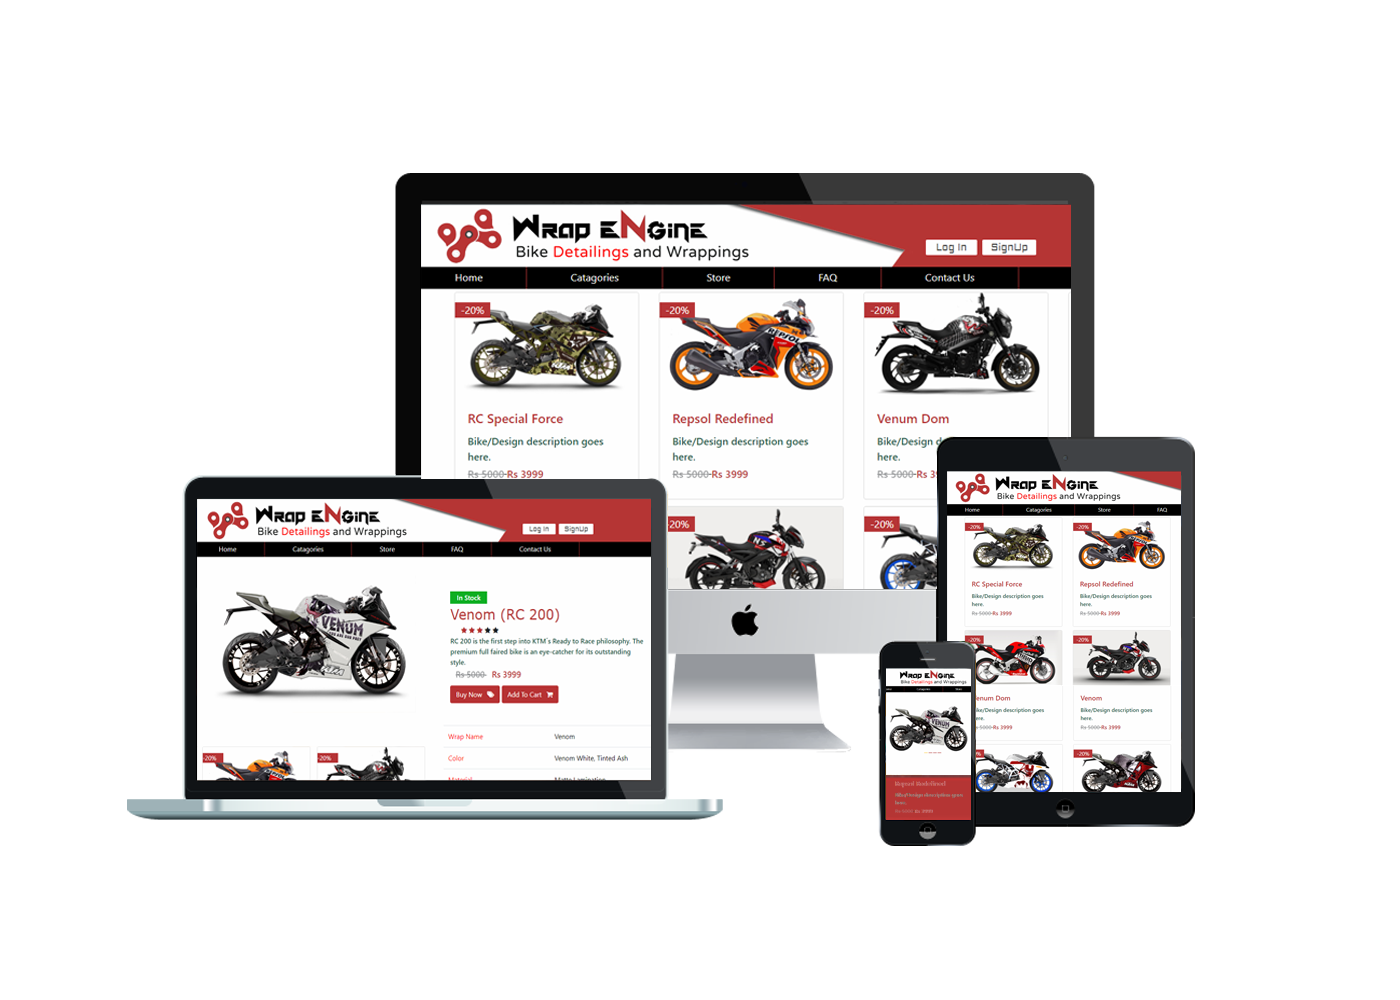 Wrap eNgine
Bike Detailings and Wrappings
Log In SignUp
Home Catagories Store FAQ Contact Us
-20% -20% -20%
REPSOL
RC Special Force Repsol Redefined Venum Dom
Bike/Design description goes Bike/Design description goes Bike/D
here. here. here.
Rs 5000 Rs 3999 Rs 5000 Rs 3999 Rs 5000 Rs 3
20% -20%
Wrap eNgine
Bike Detailings and Wrappings
Log In SignUp
Home Catagories Store FAQ Contact Us
VENUM
In Stock
Venom (RC 200)
RC 200 is the first step into KTM's Ready to Race philosophy. The
premium full faired bike is an eye-catcher for its outstanding
style.
Rs 5000 Rs 3999
Buy Now Add To Cart
Wrap Name Venom
Color Venom White, Tinted Ash
Material Matte Lamination
20% -20%
Wrap eNgine
Bike Detailings and Wrappings
Home Catagories Store FAQ
-20% -20%
RC Special Force Repsol Redefined
Bike/Design description goes Bike/Design description goes
here. here.
Rs 5000 Rs 3999 Rs 5000 Rs 3999
-20% -20%
enum Dom Venom
Bike/Design description goes Bike/Design description goes
here. here.
Rs 5000 Rs 3999 Rs 5000 Rs 3999
-20% -20%
Wrap eNgine
Bike Detailings and Wrappings
VENUM
Repsol Redefined
Bike/Design description goes
here.
Rs 5000 Rs 3999